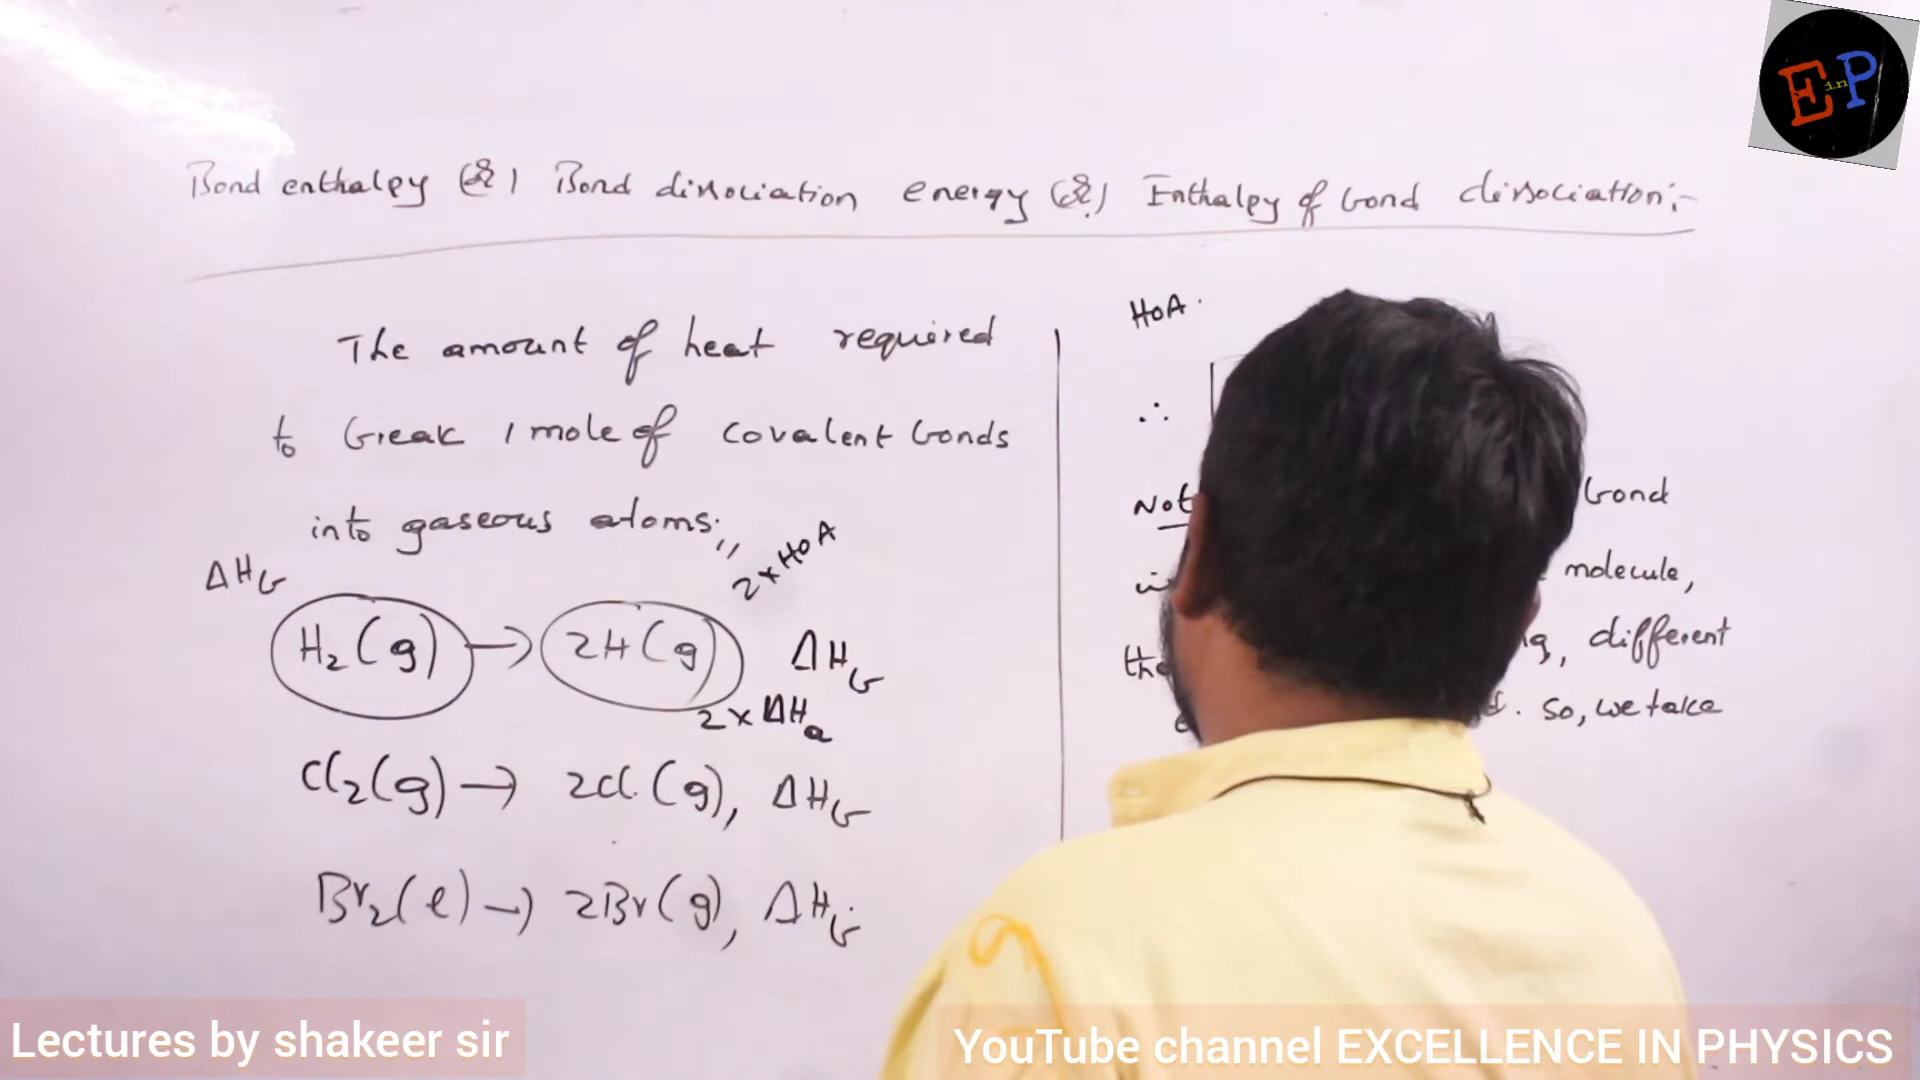 E in P
Bond enthalpy (or) Bond dissociation energy (or) Enthalpy of bond dissociation:-
The amount of heat required
to break 1 mole of covalent bonds
into gaseous atoms;,
2×HOA
ΔHb
H₂(g) → 2H(g) ΔHb
2×ΔHa
Cl₂(g) → 2Cl(g), ΔHb
Br₂(l) → 2Br(g), ΔHb
HOA.
∴
Not
bond
molecule,
different
so, we take
Lectures by shakeer sir
YouTube channel EXCELLENCE IN PHYSICS